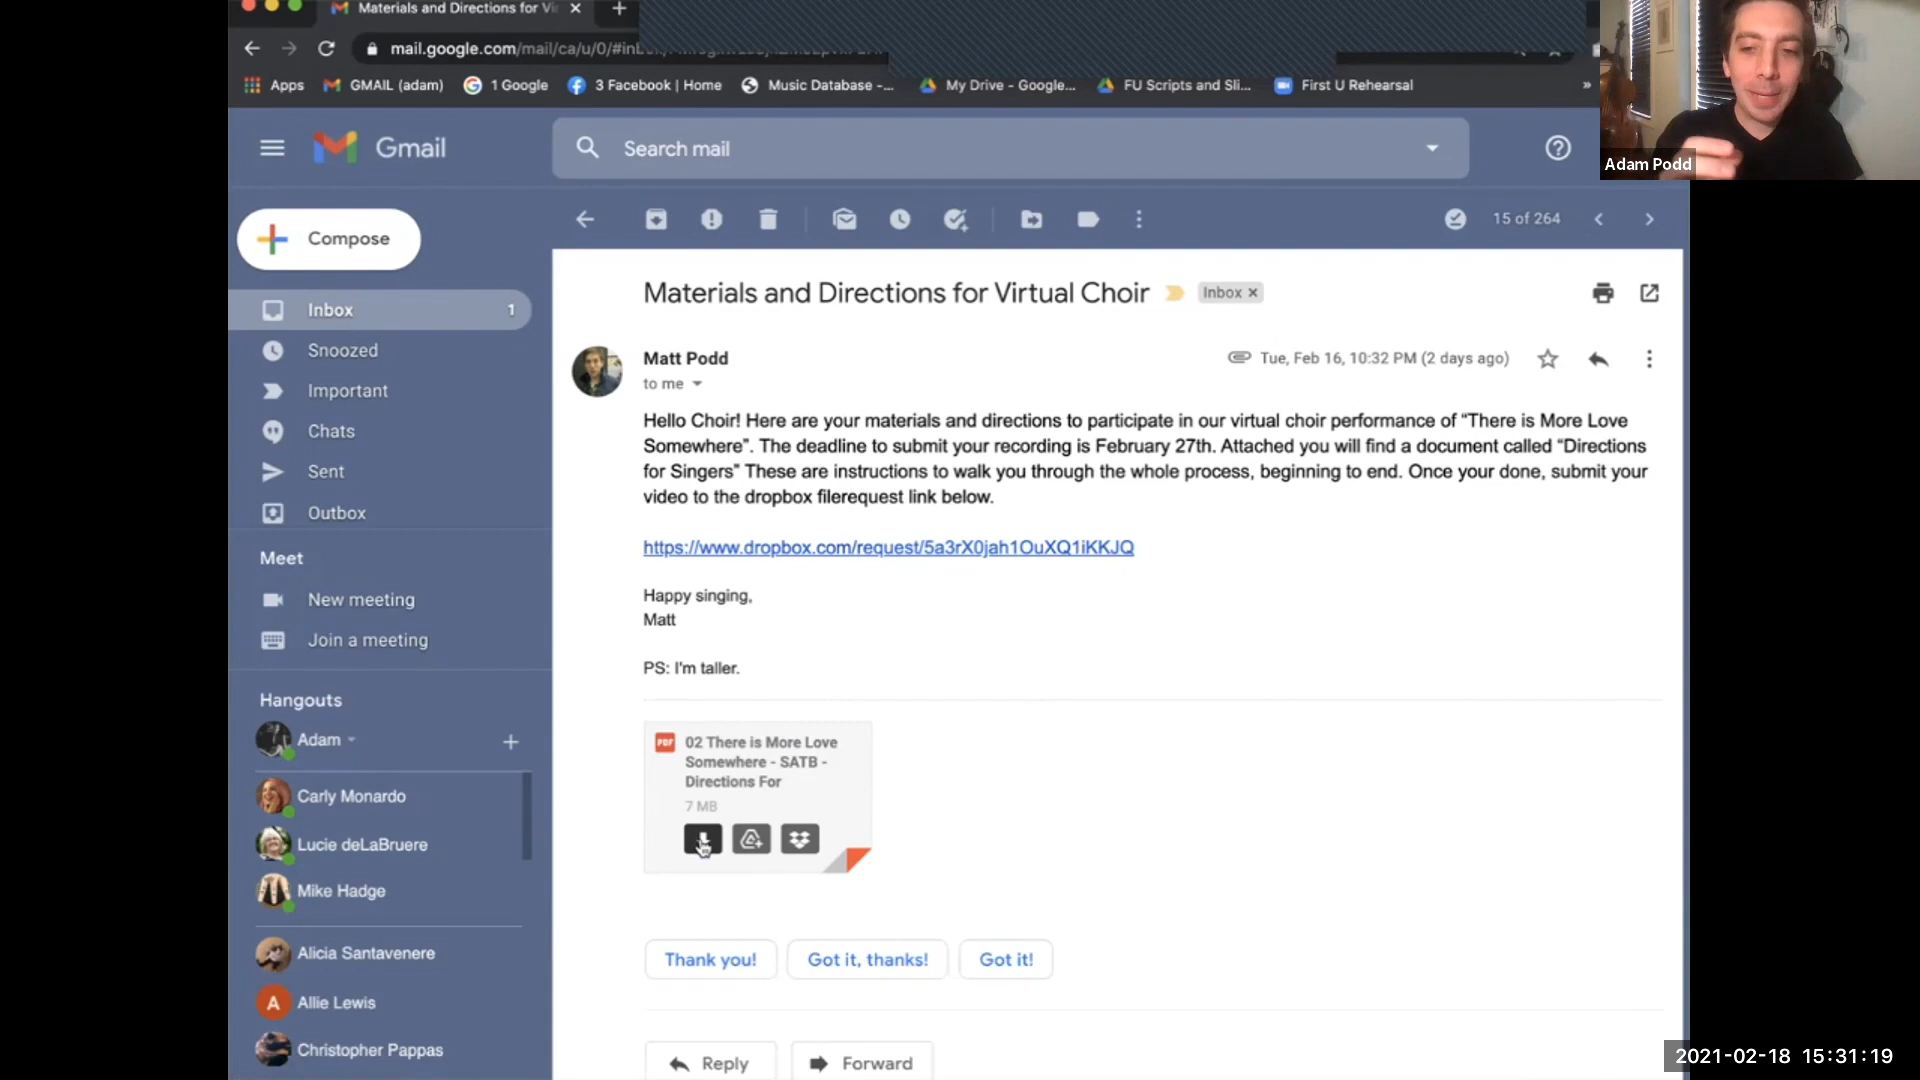 Materials and Directions for Vi
mail.google.com/mail/ca/u/0/#in
Apps
GMAIL (adam)
1 Google
3 Facebook | Home
Music Database -...
My Drive - Google...
FU Scripts and Sli...
First U Rehearsal
»
Adam Podd
Gmail
Search mail
Compose
15 of 264
Inbox 1
Snoozed
Important
Chats
Sent
Outbox
Meet
New meeting
Join a meeting
Hangouts
Adam
Carly Monardo
Lucie deLaBruere
Mike Hadge
Alicia Santavenere
A Allie Lewis
Christopher Pappas
Materials and Directions for Virtual Choir
Inbox
Matt Podd
to me
Tue, Feb 16, 10:32 PM (2 days ago)
Hello Choir! Here are your materials and directions to participate in our virtual choir performance of “There is More Love
Somewhere”. The deadline to submit your recording is February 27th. Attached you will find a document called “Directions
for Singers” These are instructions to walk you through the whole process, beginning to end. Once your done, submit your
video to the dropbox filerequest link below.
https://www.dropbox.com/request/5a3rX0jah1OuXQ1iKKJQ
Happy singing,
Matt
PS: I'm taller.
PDF 02 There is More Love
Somewhere - SATB -
Directions For
7 MB
Thank you!
Got it, thanks!
Got it!
Reply
Forward
2021-02-18 15:31:19